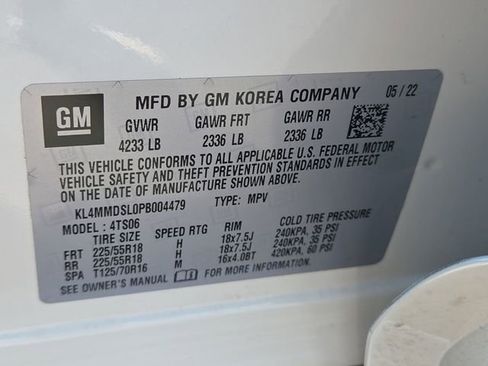 GM
MFD BY GM KOREA COMPANY 05 / 22
GVWR GAWR FRT GAWR RR
4233 LB 2336 LB 2336 LB
THIS VEHICLE CONFORMS TO ALL APPLICABLE U.S. FEDERAL MOTOR
VEHICLE SAFETY AND THEFT PREVENTION STANDARDS IN EFFECT
ON THE DATE OF MANUFACTURE SHOWN ABOVE.
KL4MMDSL0PB004479 TYPE: MPV
MODEL : 4TS06
TIRE SIZE SPEED RTG RIM COLD TIRE PRESSURE
FRT 225/55R18 H 18x7.5J 240KPA, 35 PSI
RR 225/55R18 H 18x7.5J 240KPA, 35 PSI
SPA T125/70R16 M 16x4.0BT 420KPA, 60 PSI
SEE OWNER'S MANUAL